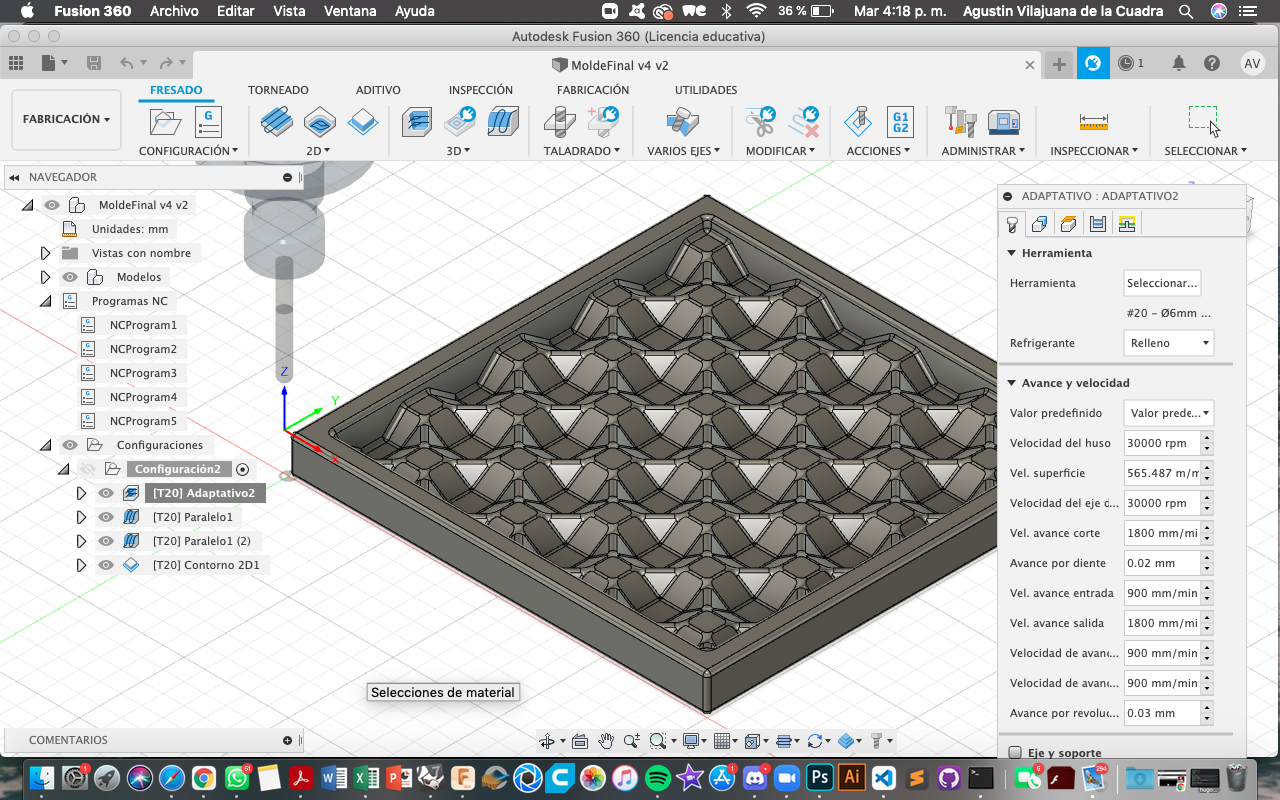 Fusion 360 Archivo Editar Vista Ventana Ayuda 36 % Mar 4:18 p. m. Agustin Vilajuana de la Cuadra
Autodesk Fusion 360 (Licencia educativa)
MoldeFinal v4 v2 1 AV
FRESADO TORNEADO ADITIVO INSPECCIÓN FABRICACIÓN UTILIDADES
FABRICACIÓN
G1
G2
CONFIGURACIÓN 2D 3D TALADRADO VARIOS EJES MODIFICAR ACCIONES ADMINISTRAR INSPECCIONAR SELECCIONAR
NAVEGADOR
MoldeFinal v4 v2
Unidades: mm
Vistas con nombre
Modelos
Programas NC
NCProgram1
NCProgram2
NCProgram3
NCProgram4
NCProgram5
Configuraciones
Configuración2
[T20] Adaptativo2
[T20] Paralelo1
[T20] Paralelo1 (2)
[T20] Contorno 2D1
Z
Y
X
Selecciones de material
COMENTARIOS
ADAPTATIVO : ADAPTATIVO2
Herramienta
Herramienta Seleccionar...
#20 - Ø6mm ...
Refrigerante Relleno
Avance y velocidad
Valor predefinido Valor prede...
Velocidad del huso 30000 rpm
Vel. superficie 565.487 m/m
Velocidad del eje d... 30000 rpm
Vel. avance corte 1800 mm/mi
Avance por diente 0.02 mm
Vel. avance entrada 900 mm/min
Vel. avance salida 1800 mm/mi
Velocidad de avan... 900 mm/min
Velocidad de avan... 900 mm/min
Avance por revolu... 0.03 mm
Eje y soporte